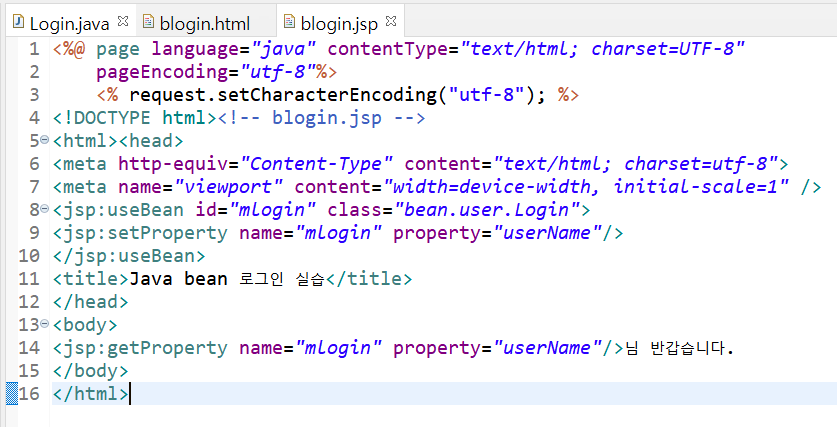 Login.java blogin.html blogin.jsp
1 <%@ page language="java" contentType="text/html; charset=UTF-8"
2 pageEncoding="utf-8"%>
3 <% request.setCharacterEncoding("utf-8"); %>
4 <!DOCTYPE html><!-- blogin.jsp -->
5 <html><head>
6 <meta http-equiv="Content-Type" content="text/html; charset=utf-8">
7 <meta name="viewport" content="width=device-width, initial-scale=1" />
8 <jsp:useBean id="mlogin" class="bean.user.Login">
9 <jsp:setProperty name="mlogin" property="userName"/>
10 </jsp:useBean>
11 <title>Java bean 로그인 실습</title>
12 </head>
13 <body>
14 <jsp:getProperty name="mlogin" property="userName"/>님 반갑습니다.
15 </body>
16 </html>